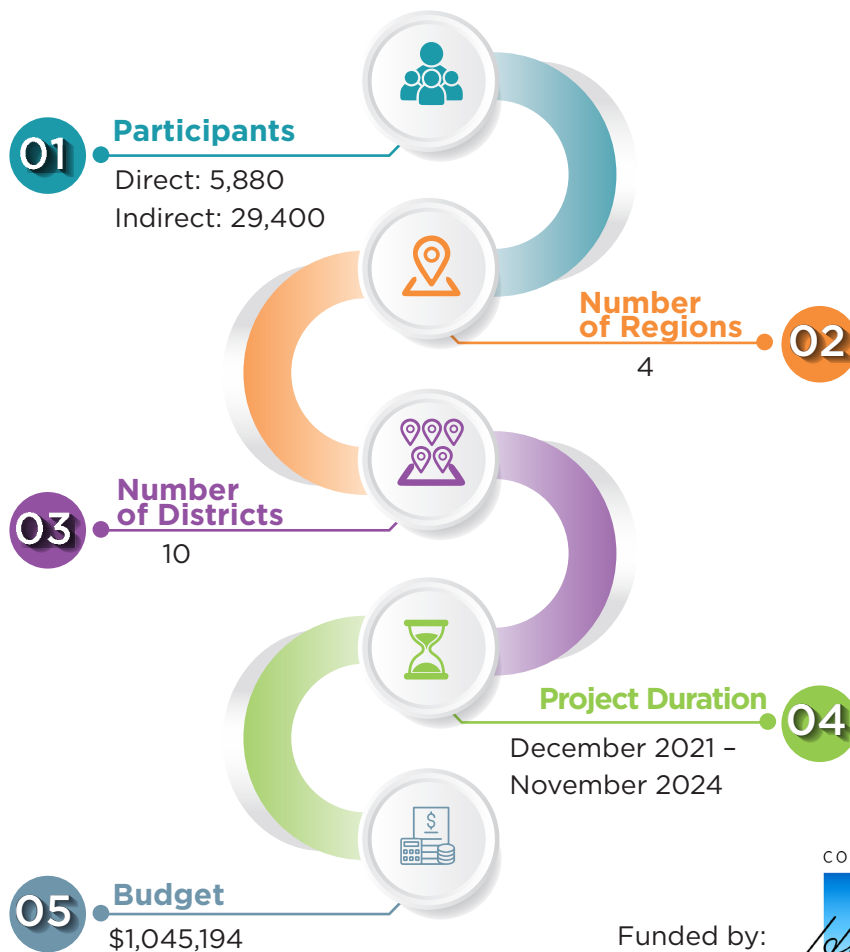 01
Participants
Direct: 5,880
Indirect: 29,400
Number
of Regions
02
4
Number
of Districts
03
10
Project Duration
04
December 2021 –
November 2024
$
Budget
05
$1,045,194
Funded by:
CO